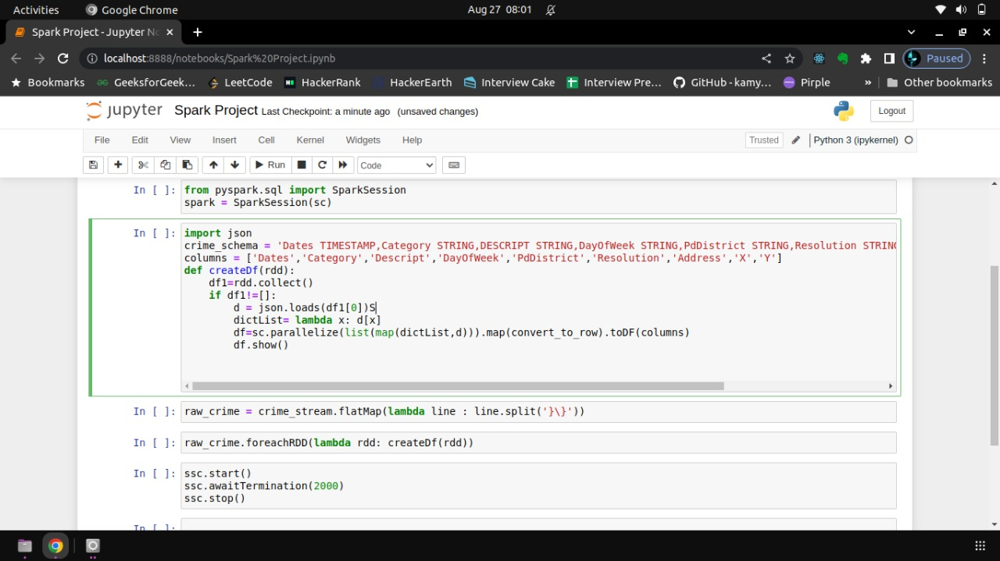 Activities Google Chrome Aug 27 08:01
Spark Project - Jupyter No
localhost:8888/notebooks/Spark%20Project.ipynb Paused
Bookmarks GeeksforGeek... LeetCode HackerRank HackerEarth Interview Cake Interview Pre... GitHub - kamy... Pirple » Other bookmarks
jupyter Spark Project Last Checkpoint: a minute ago (unsaved changes) Logout
File Edit View Insert Cell Kernel Widgets Help Trusted Python 3 (ipykernel)
Run Code
In [ ]: from pyspark.sql import SparkSession
spark = SparkSession(sc)
In [ ]: import json
crime_schema = 'Dates TIMESTAMP,Category STRING,DESCRIPT STRING,DayOfWeek STRING,PdDistrict STRING,Resolution STRING
columns = ['Dates','Category','Descript','DayOfWeek','PdDistrict','Resolution','Address','X','Y']
def createDf(rdd):
    df1=rdd.collect()
    if df1!=[]:
        d = json.loads(df1[0])S
        dictList= lambda x: d[x]
        df=sc.parallelize(list(map(dictList,d))).map(convert_to_row).toDF(columns)
        df.show()
In [ ]: raw_crime = crime_stream.flatMap(lambda line : line.split('}\}'))
In [ ]: raw_crime.foreachRDD(lambda rdd: createDf(rdd))
In [ ]: ssc.start()
ssc.awaitTermination(2000)
ssc.stop()
In [ ]: